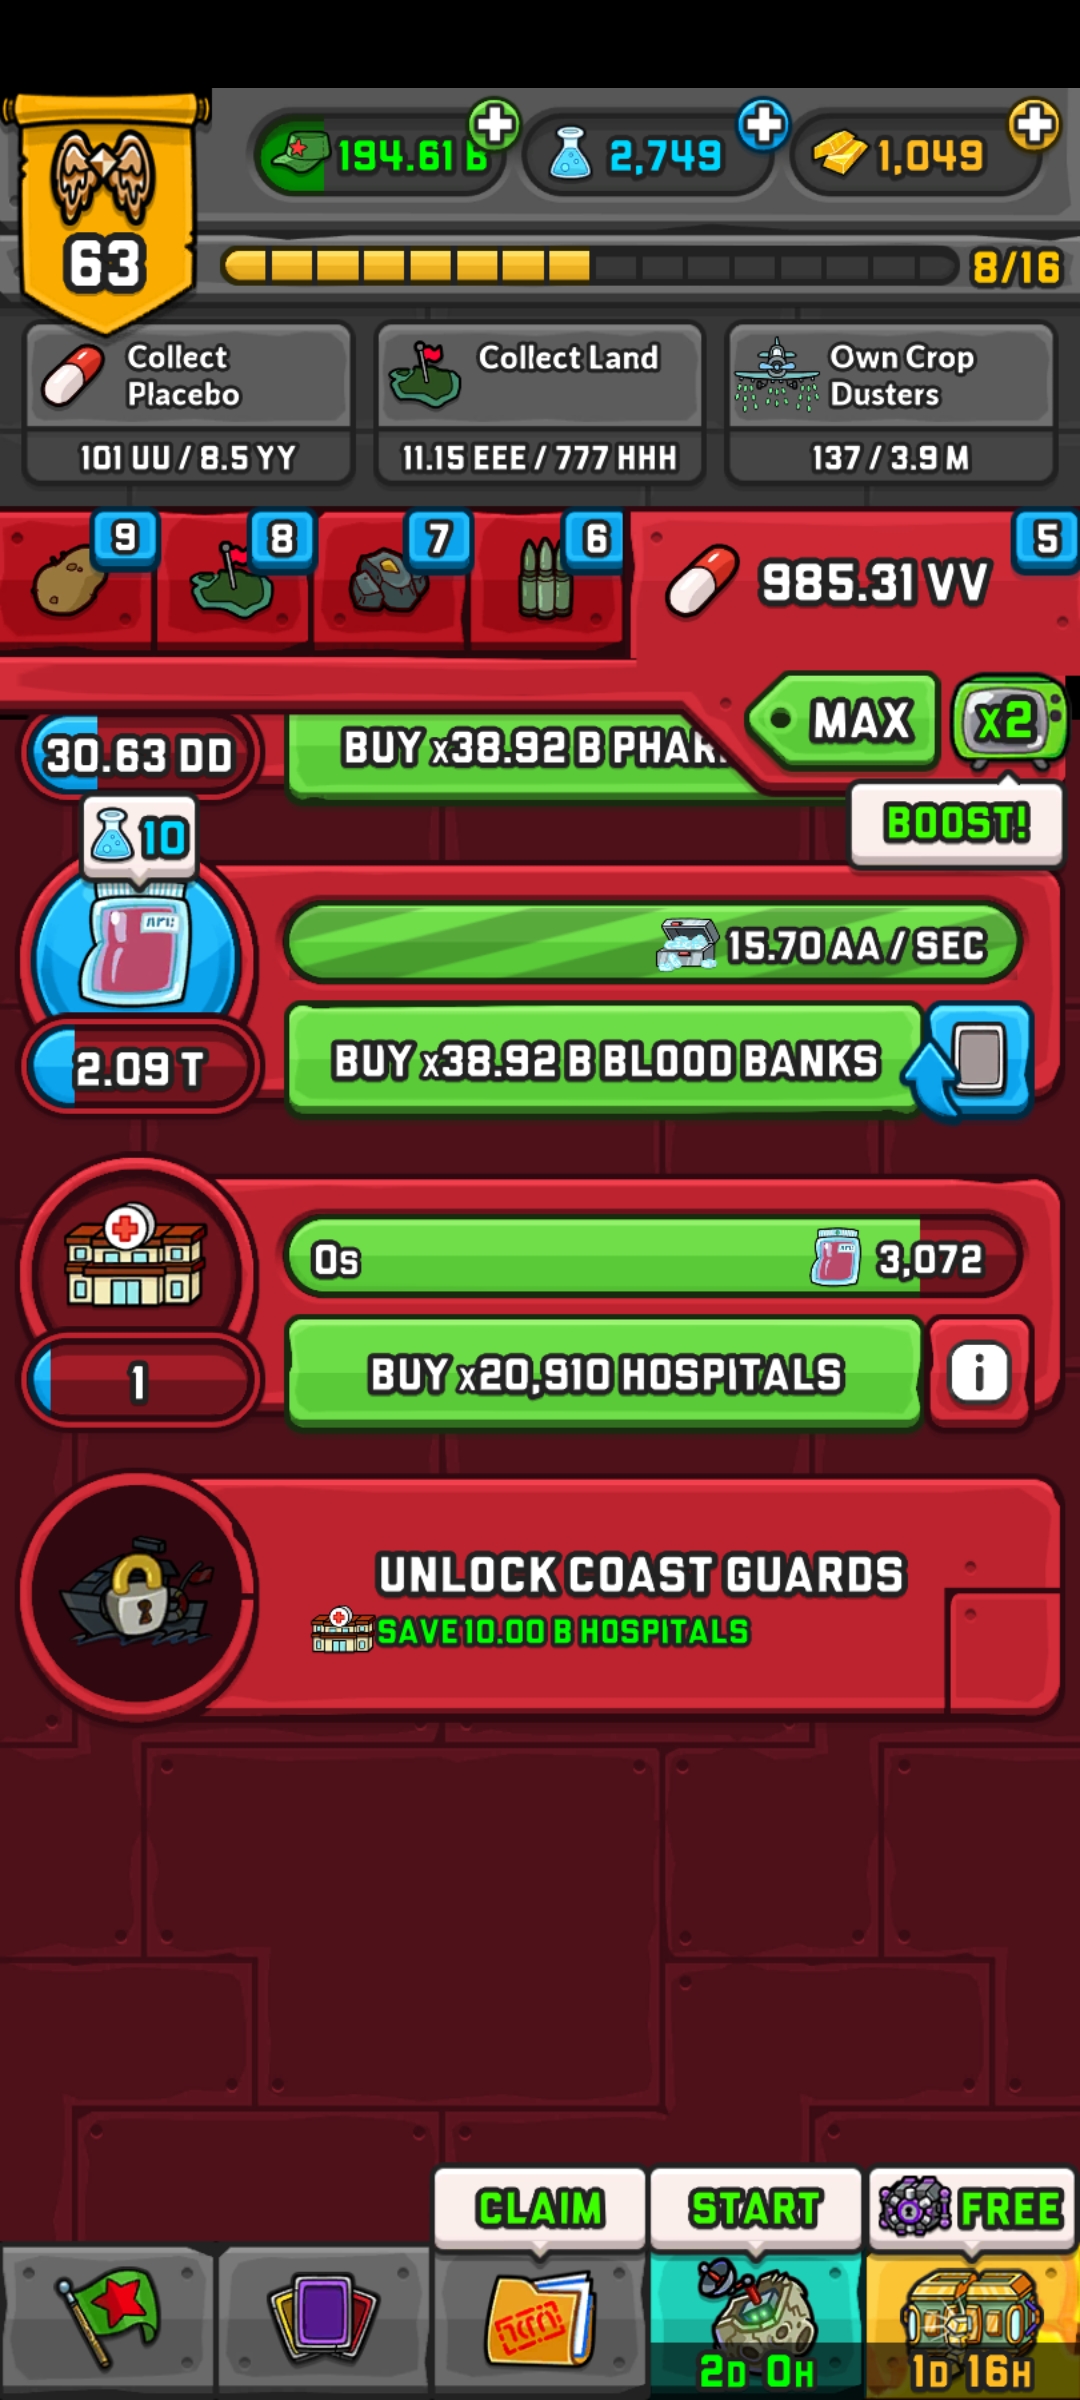 63
194.61 B
2,749
1,049
8/16
Collect
Placebo
101 UU / 8.5 YY
Collect Land
11.15 EEE / 777 HHH
Own Crop
Dusters
137 / 3.9 M
9
8
7
6
5
985.31 VV
MAX
x2
BOOST!
30.63 DD
BUY x38.92 B PHAR
10
15.70 AA / SEC
2.09 T
BUY x38.92 B BLOOD BANKS
0s
3,072
1
BUY x20,910 HOSPITALS
i
UNLOCK COAST GUARDS
SAVE 10.00 B HOSPITALS
CLAIM
START
FREE
2D 0H
1D 16H